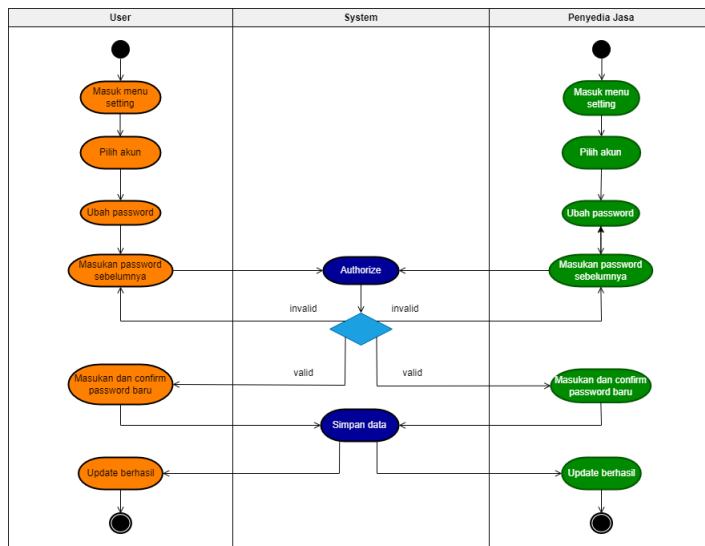 User
System
Penyedia Jasa
Masuk menu
setting
Masuk menu
setting
Pilih akun
Pilih akun
Ubah password
Ubah password
Masukan password
sebelumnya
Authorize
Masukan password
sebelumnya
invalid
invalid
valid
valid
Masukan dan confirm
password baru
Masukan dan confirm
password baru
Simpan data
Update berhasil
Update berhasil